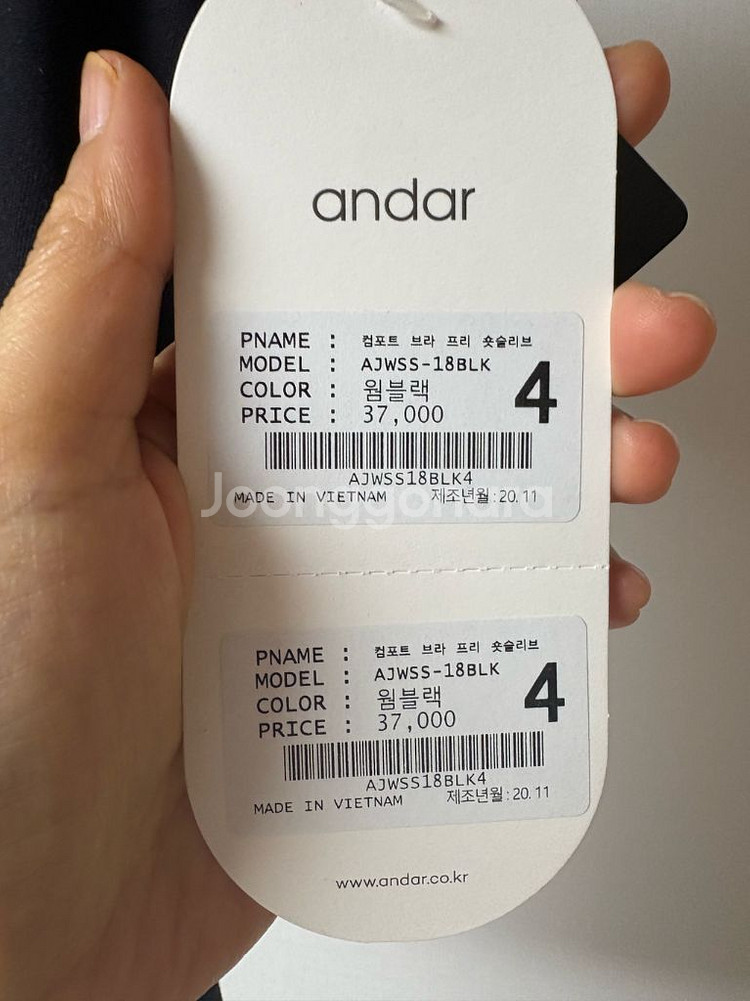 andar
PNAME : 컴포트 브라 프리 숏슬리브
MODEL : AJWSS-18BLK
COLOR : 웜블랙
PRICE : 37,000
4
AJWSS18BLK4
MADE IN VIETNAM 제조년월 : 20. 11
Joonggonara
PNAME : 컴포트 브라 프리 숏슬리브
MODEL : AJWSS-18BLK
COLOR : 웜블랙
PRICE : 37,000
4
AJWSS18BLK4
MADE IN VIETNAM 제조년월 : 20. 11
www.andar.co.kr